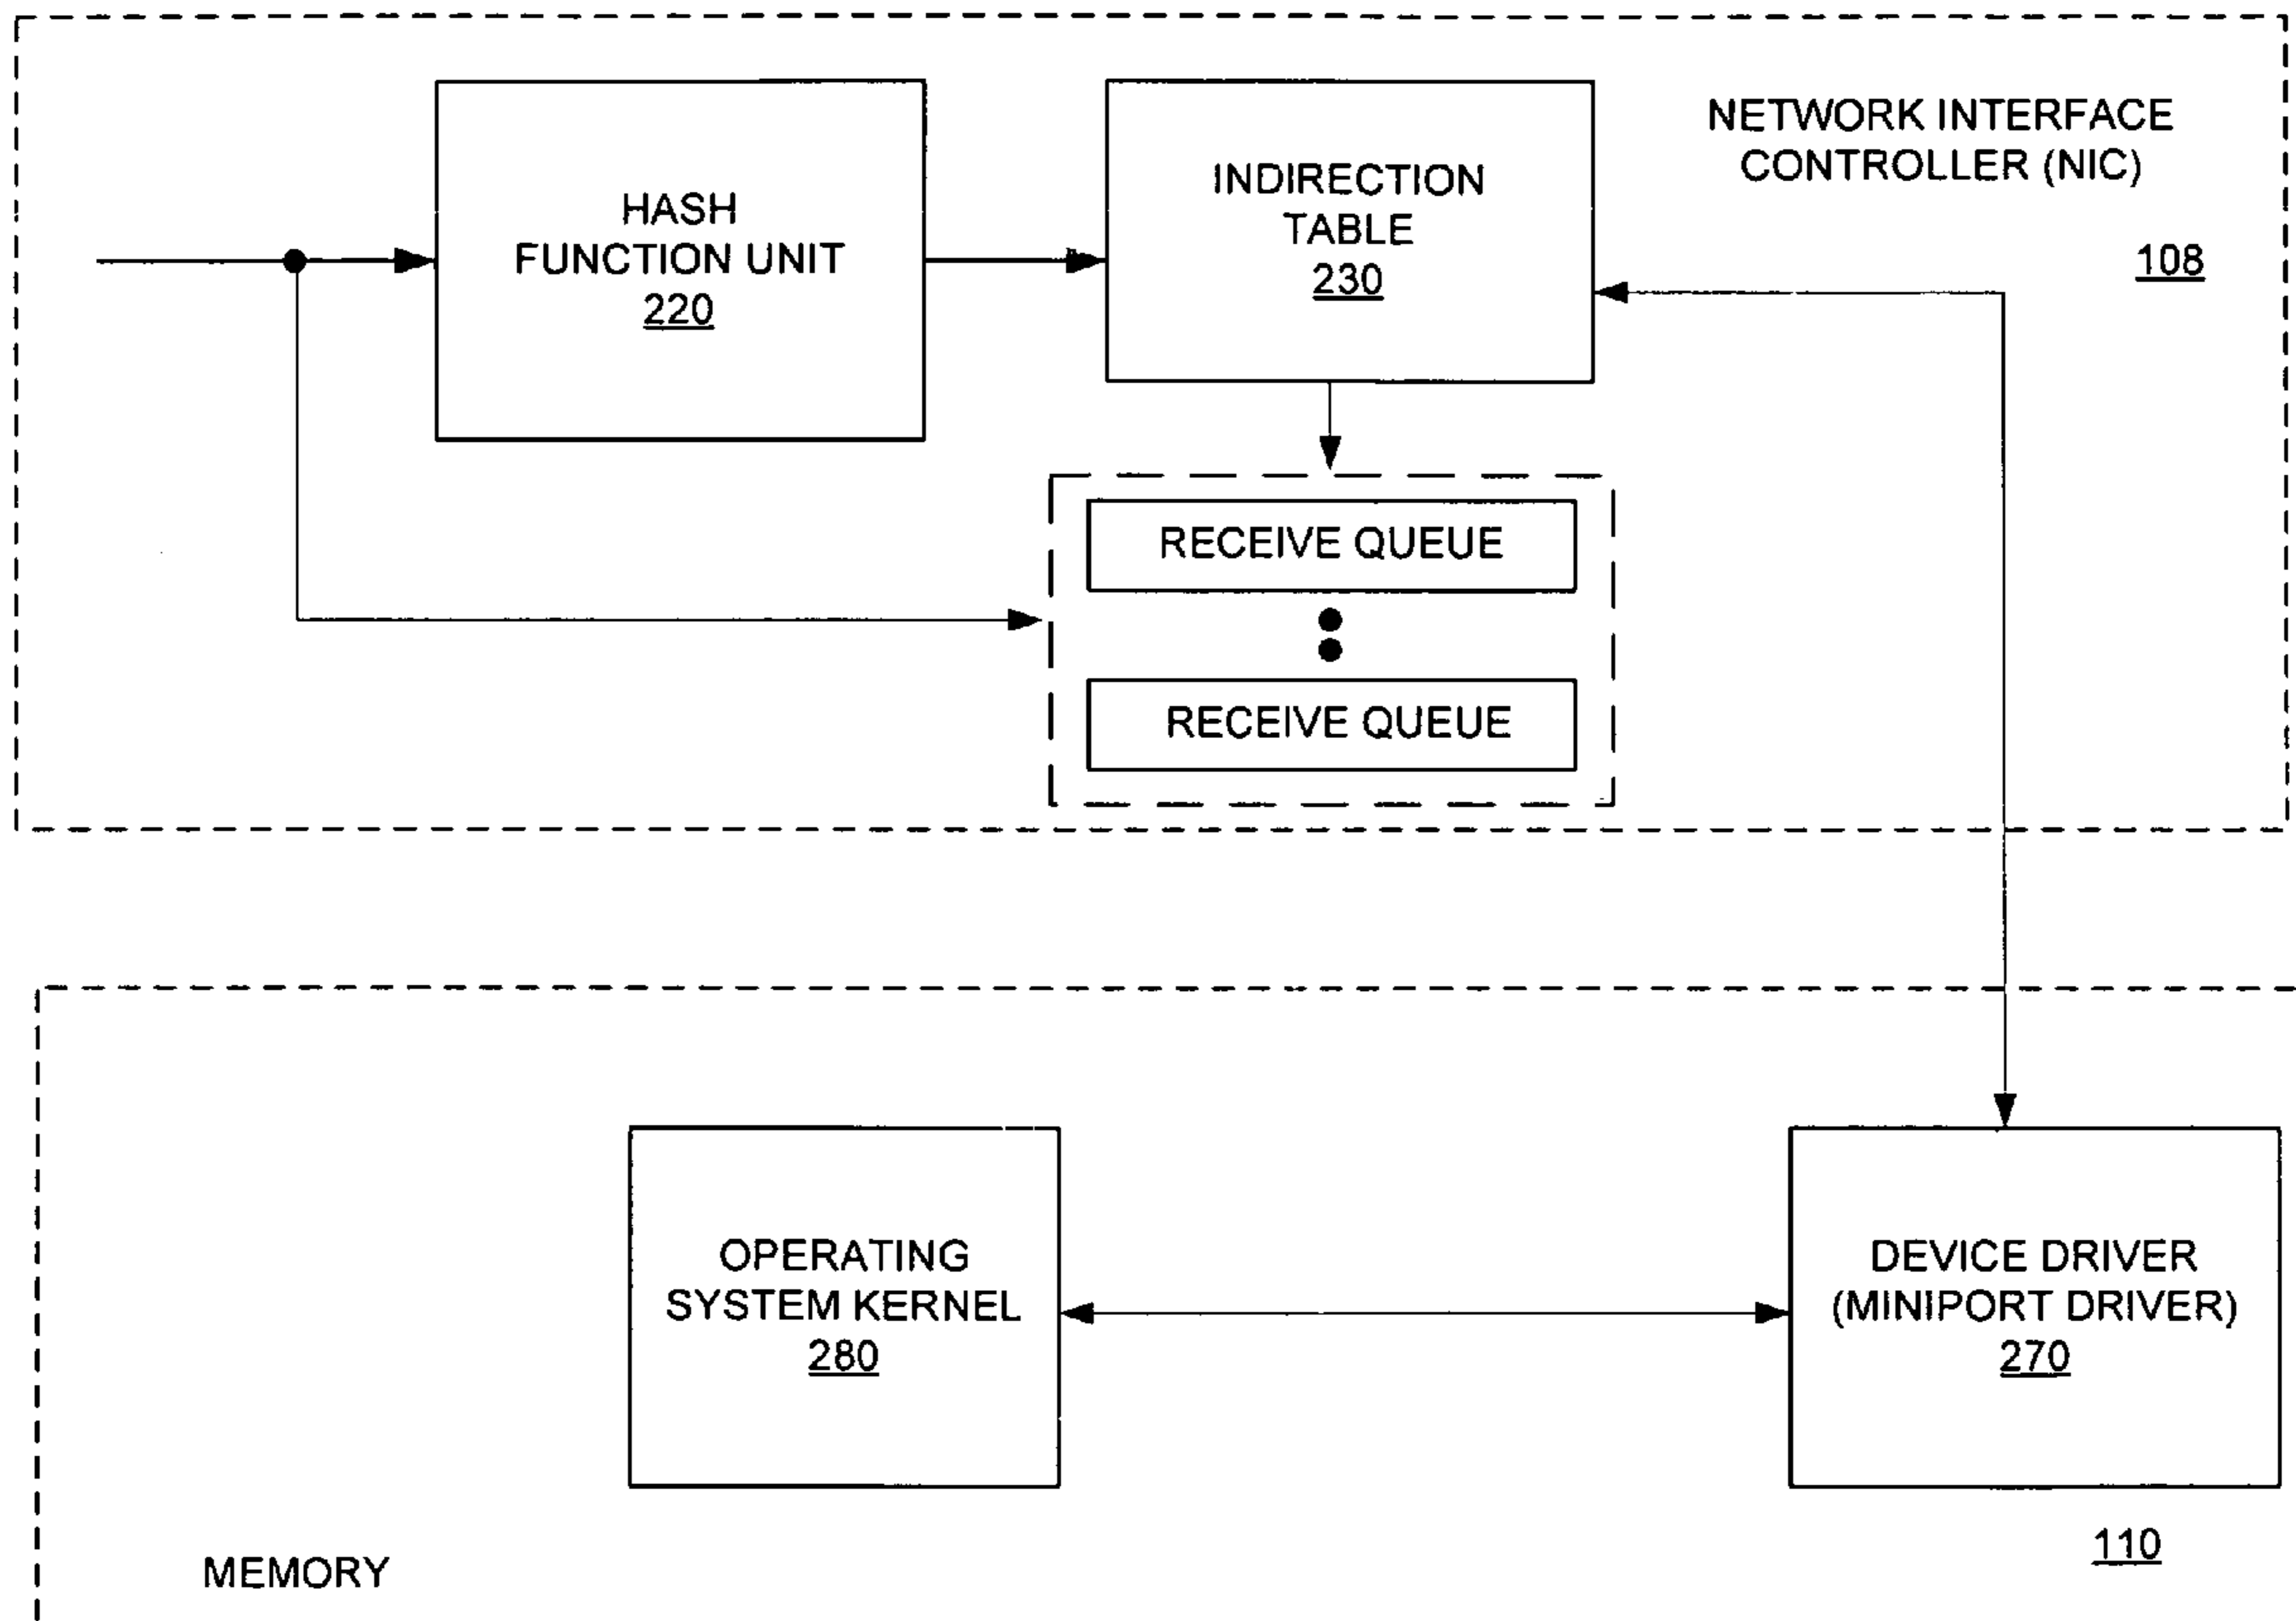 NETWORK INTERFACE
CONTROLLER (NIC)
108
HASH
FUNCTION UNIT
220
INDIRECTION
TABLE
230
RECEIVE QUEUE
RECEIVE QUEUE
OPERATING
SYSTEM KERNEL
280
DEVICE DRIVER
(MINIPORT DRIVER)
270
110
MEMORY